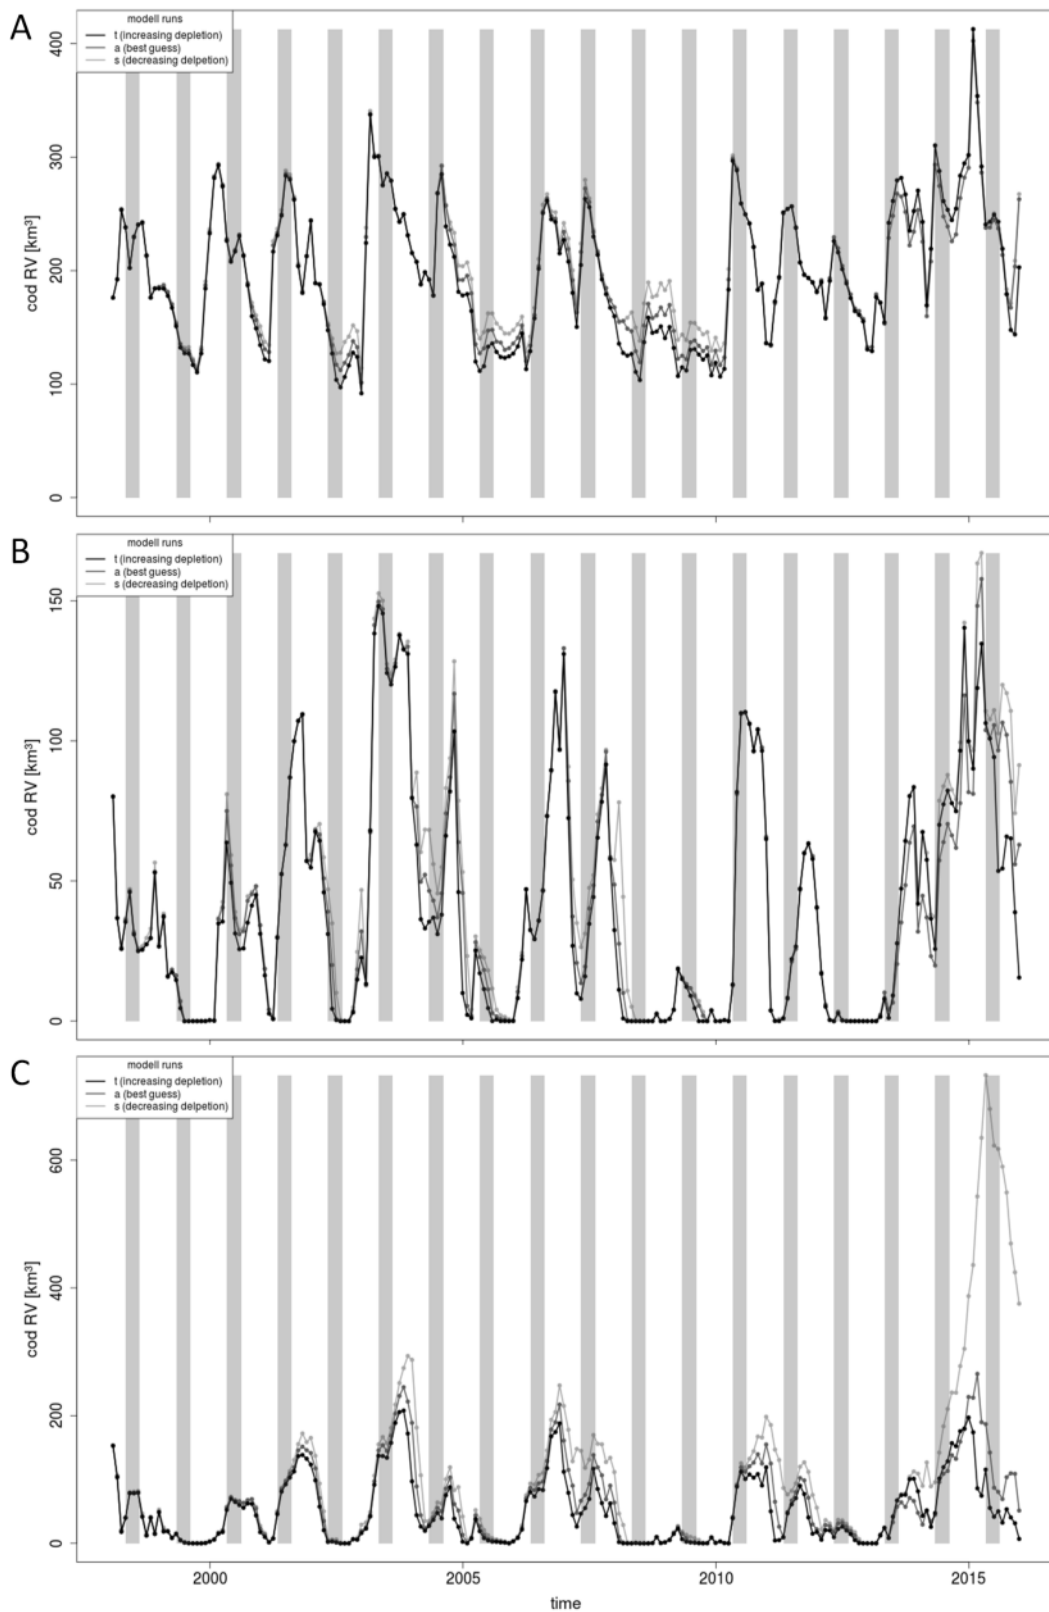 A
modell runs
t (increasing depletion)
a (best guess)
s (decreasing delpetion)
cod RV [km³]
400
300
200
100
0
2000
2005
2010
2015
B
modell runs
t (increasing depletion)
a (best guess)
s (decreasing delpetion)
cod RV [km³]
150
100
50
0
C
modell runs
t (increasing depletion)
a (best guess)
s (decreasing delpetion)
cod RV [km³]
600
400
200
0
2000
2005
2010
2015
time